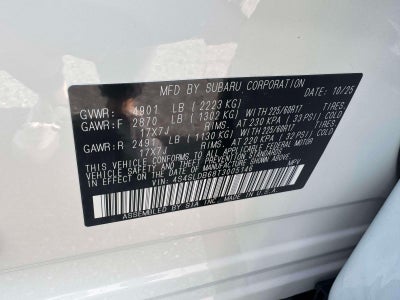 MFD BY SUBARU CORPORATION 10/25
GVWR: 4901 LB (2223 KG) TIRES.
GAWR: F 2870 LB (1302 KG) WITH 225/60R17
17X7J RIMS. AT 230 KPA (33 PSI) COLD
GAWR: R 2491 LB (1130 KG) WITH 225/60R17 TIRES.
17X7J RIMS. AT 220 KPA (32 PSI) COLD
THIS VEHICLE CONFORMS TO ALL APPLICABLE FEDERAL MOTOR
VEHICLE SAFETY AND THEFT PREVENTION STANDARDS IN
EFFECT ON THE DATE OF MANUFACTURE SHOWN ABOVE.
VIN: MPV
ASSEMBLED BY SIA INC. IN U.S.A.